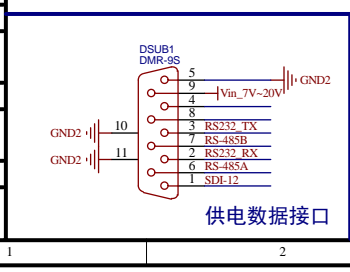 DSUB1
DMR-9S
5 GND2
9 Vin_7V~20V
4
8
GND2 10 3 RS232_TX
7 RS-485B
GND2 11 2 RS232_RX
6 RS-485A
1 SDI-12
供电数据接口
1 2